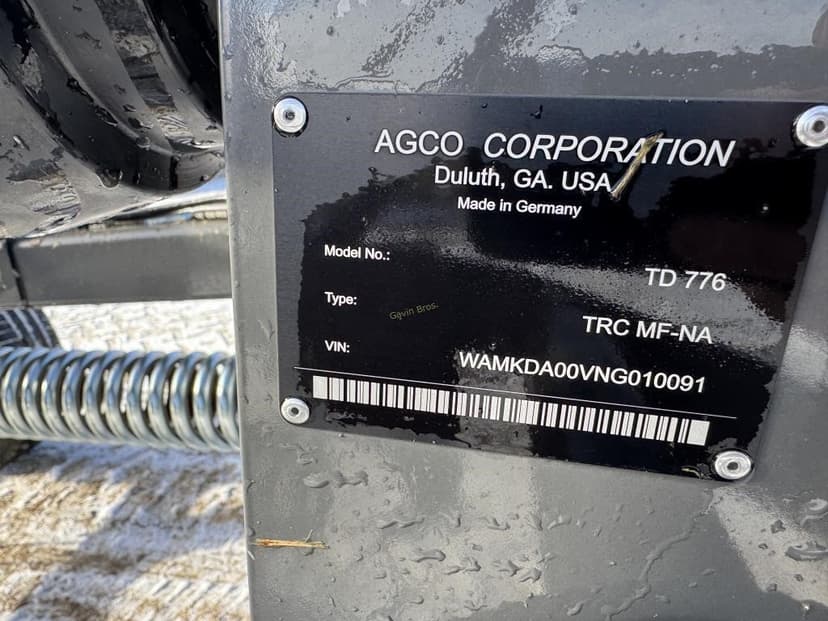 AGCO CORPORATION
Duluth, GA. USA
Made in Germany
Model No.:
TD 776
Type:
Gavin Bros.
TRC MF-NA
VIN:
WAMKDA00VNG010091